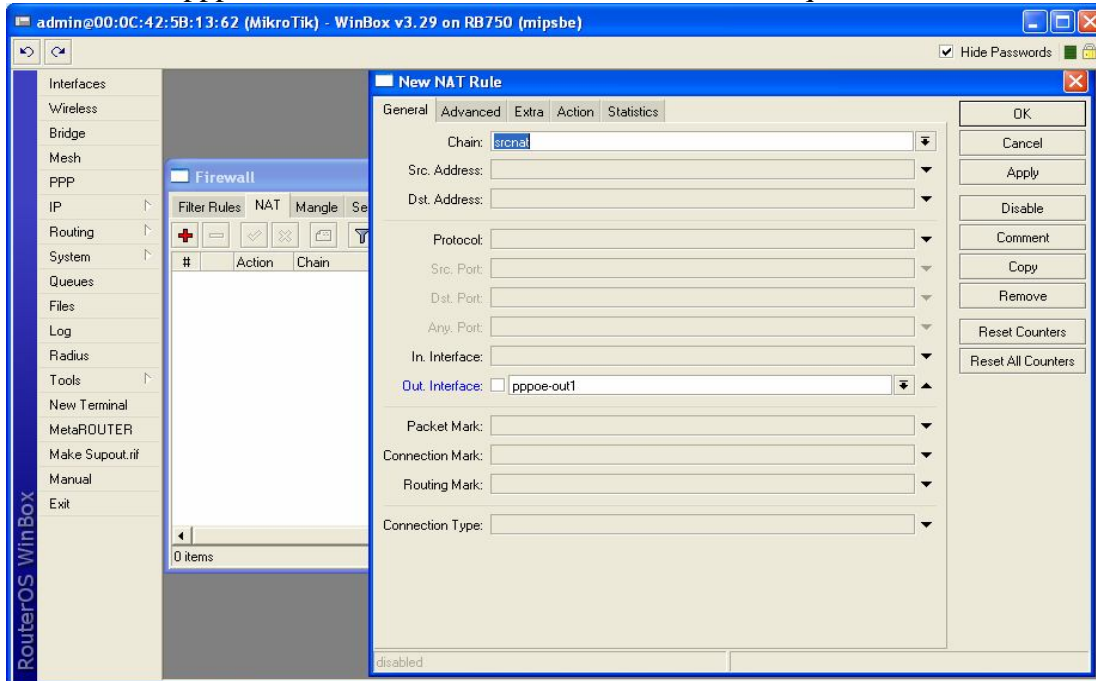 admin@00:0C:42:5B:13:62 (MikroTik) - WinBox v3.29 on RB750 (mipsbe)
Hide Passwords
Interfaces
Wireless
Bridge
Mesh
PPP
IP
Routing
System
Queues
Files
Log
Radius
Tools
New Terminal
MetaROUTER
Make Supout.rif
Manual
Exit
RouterOS WinBox
Firewall
Filter Rules NAT Mangle Se
# Action Chain
0 items
New NAT Rule
General Advanced Extra Action Statistics
Chain: srcnat
Src. Address:
Dst. Address:
Protocol:
Src. Port:
Dst. Port:
Any. Port:
In. Interface:
Out. Interface: pppoe-out1
Packet Mark:
Connection Mark:
Routing Mark:
Connection Type:
disabled
OK
Cancel
Apply
Disable
Comment
Copy
Remove
Reset Counters
Reset All Counters